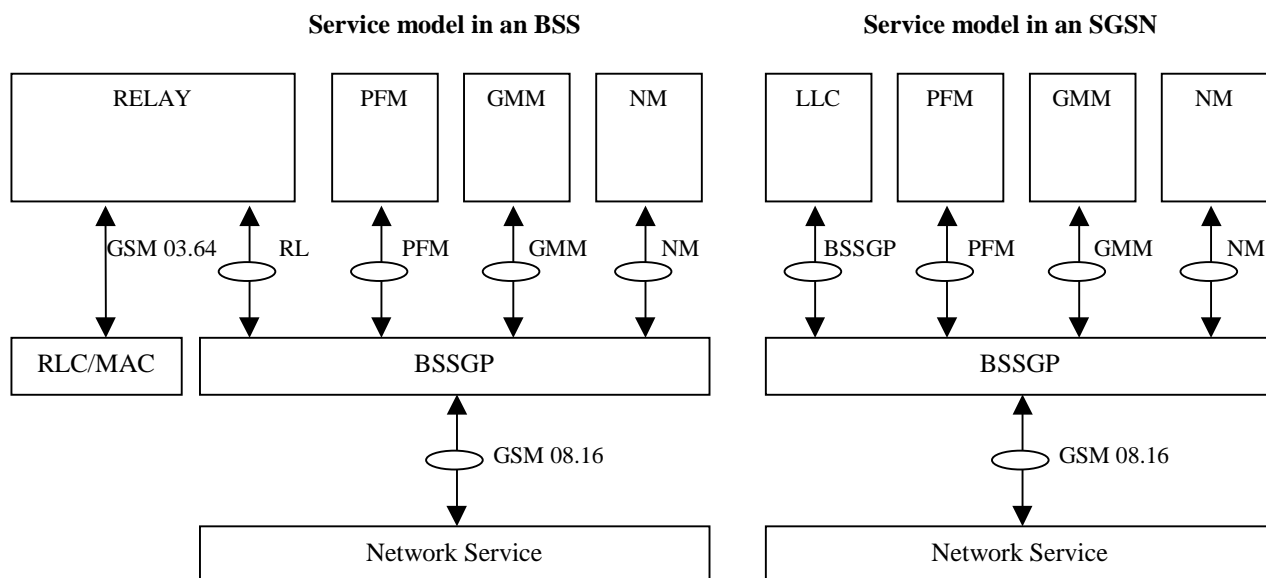 Service model in an BSS
Service model in an SGSN
RELAY
PFM
GMM
NM
LLC
PFM
GMM
NM
GSM 03.64
RL
PFM
GMM
NM
BSSGP
PFM
GMM
NM
RLC/MAC
BSSGP
BSSGP
GSM 08.16
GSM 08.16
Network Service
Network Service